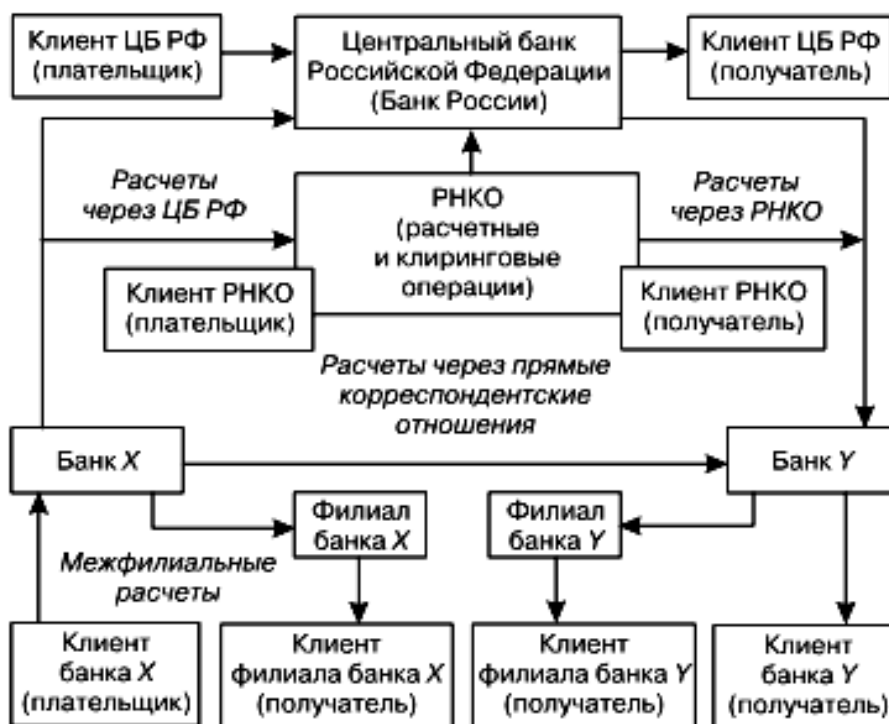 Клиент ЦБ РФ
(плательщик)
Центральный банк
Российской Федерации
(Банк России)
Клиент ЦБ РФ
(получатель)
Расчеты
через ЦБ РФ
РНКО
(расчетные
и клиринговые
операции)
Расчеты
через РНКО
Клиент РНКО
(плательщик)
Клиент РНКО
(получатель)
Расчеты через прямые
корреспондентские
отношения
Банк X
Банк Y
Филиал
банка X
Филиал
банка Y
Межфилиальные
расчеты
Клиент
банка X
(плательщик)
Клиент
филиала банка X
(получатель)
Клиент
филиала банка Y
(получатель)
Клиент
банка Y
(получатель)